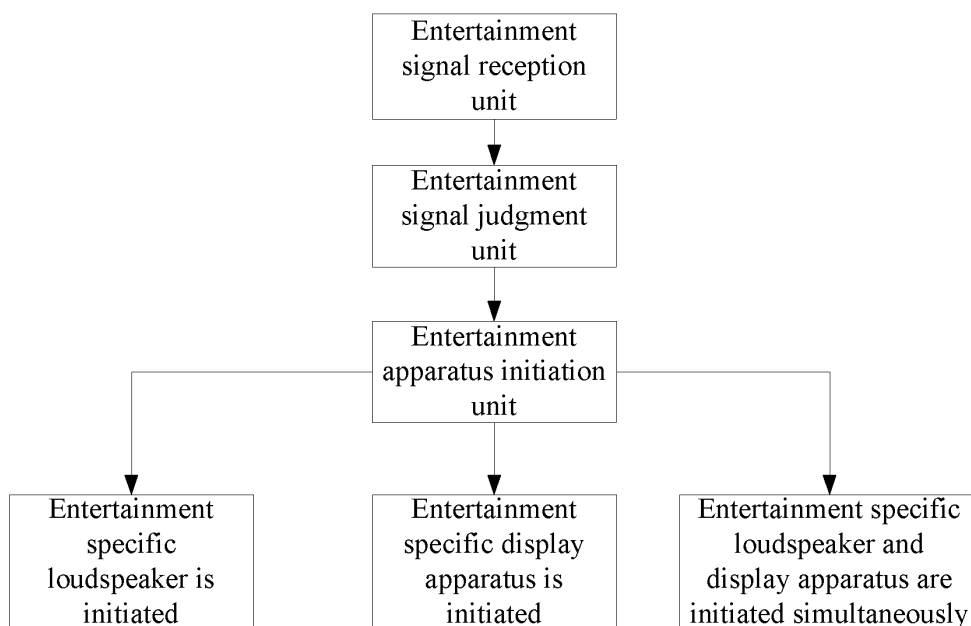 Entertainment
signal reception
unit
Entertainment
signal judgment
unit
Entertainment
apparatus initiation
unit
Entertainment
specific
loudspeaker is
initiated
Entertainment
specific display
apparatus is
initiated
Entertainment specific
loudspeaker and
display apparatus are
initiated simultaneously